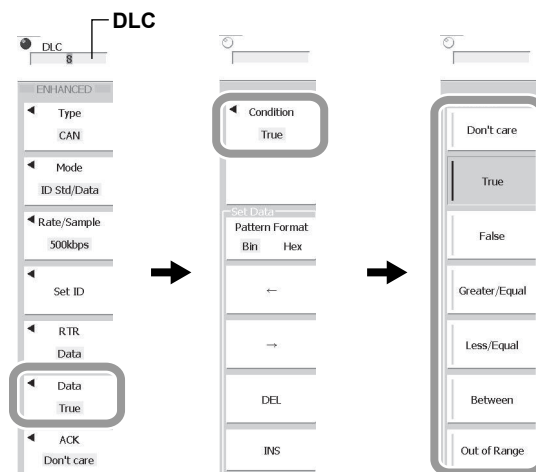 DLC
DLC
8
ENHANCED
Type
CAN
Mode
ID Std/Data
Rate/Sample
500kbps
Set ID
RTR
Data
Data
True
ACK
Don't care
Condition
True
Set Data
Pattern Format
Bin Hex
←
→
DEL
INS
Don't care
True
False
Greater/Equal
Less/Equal
Between
Out of Range